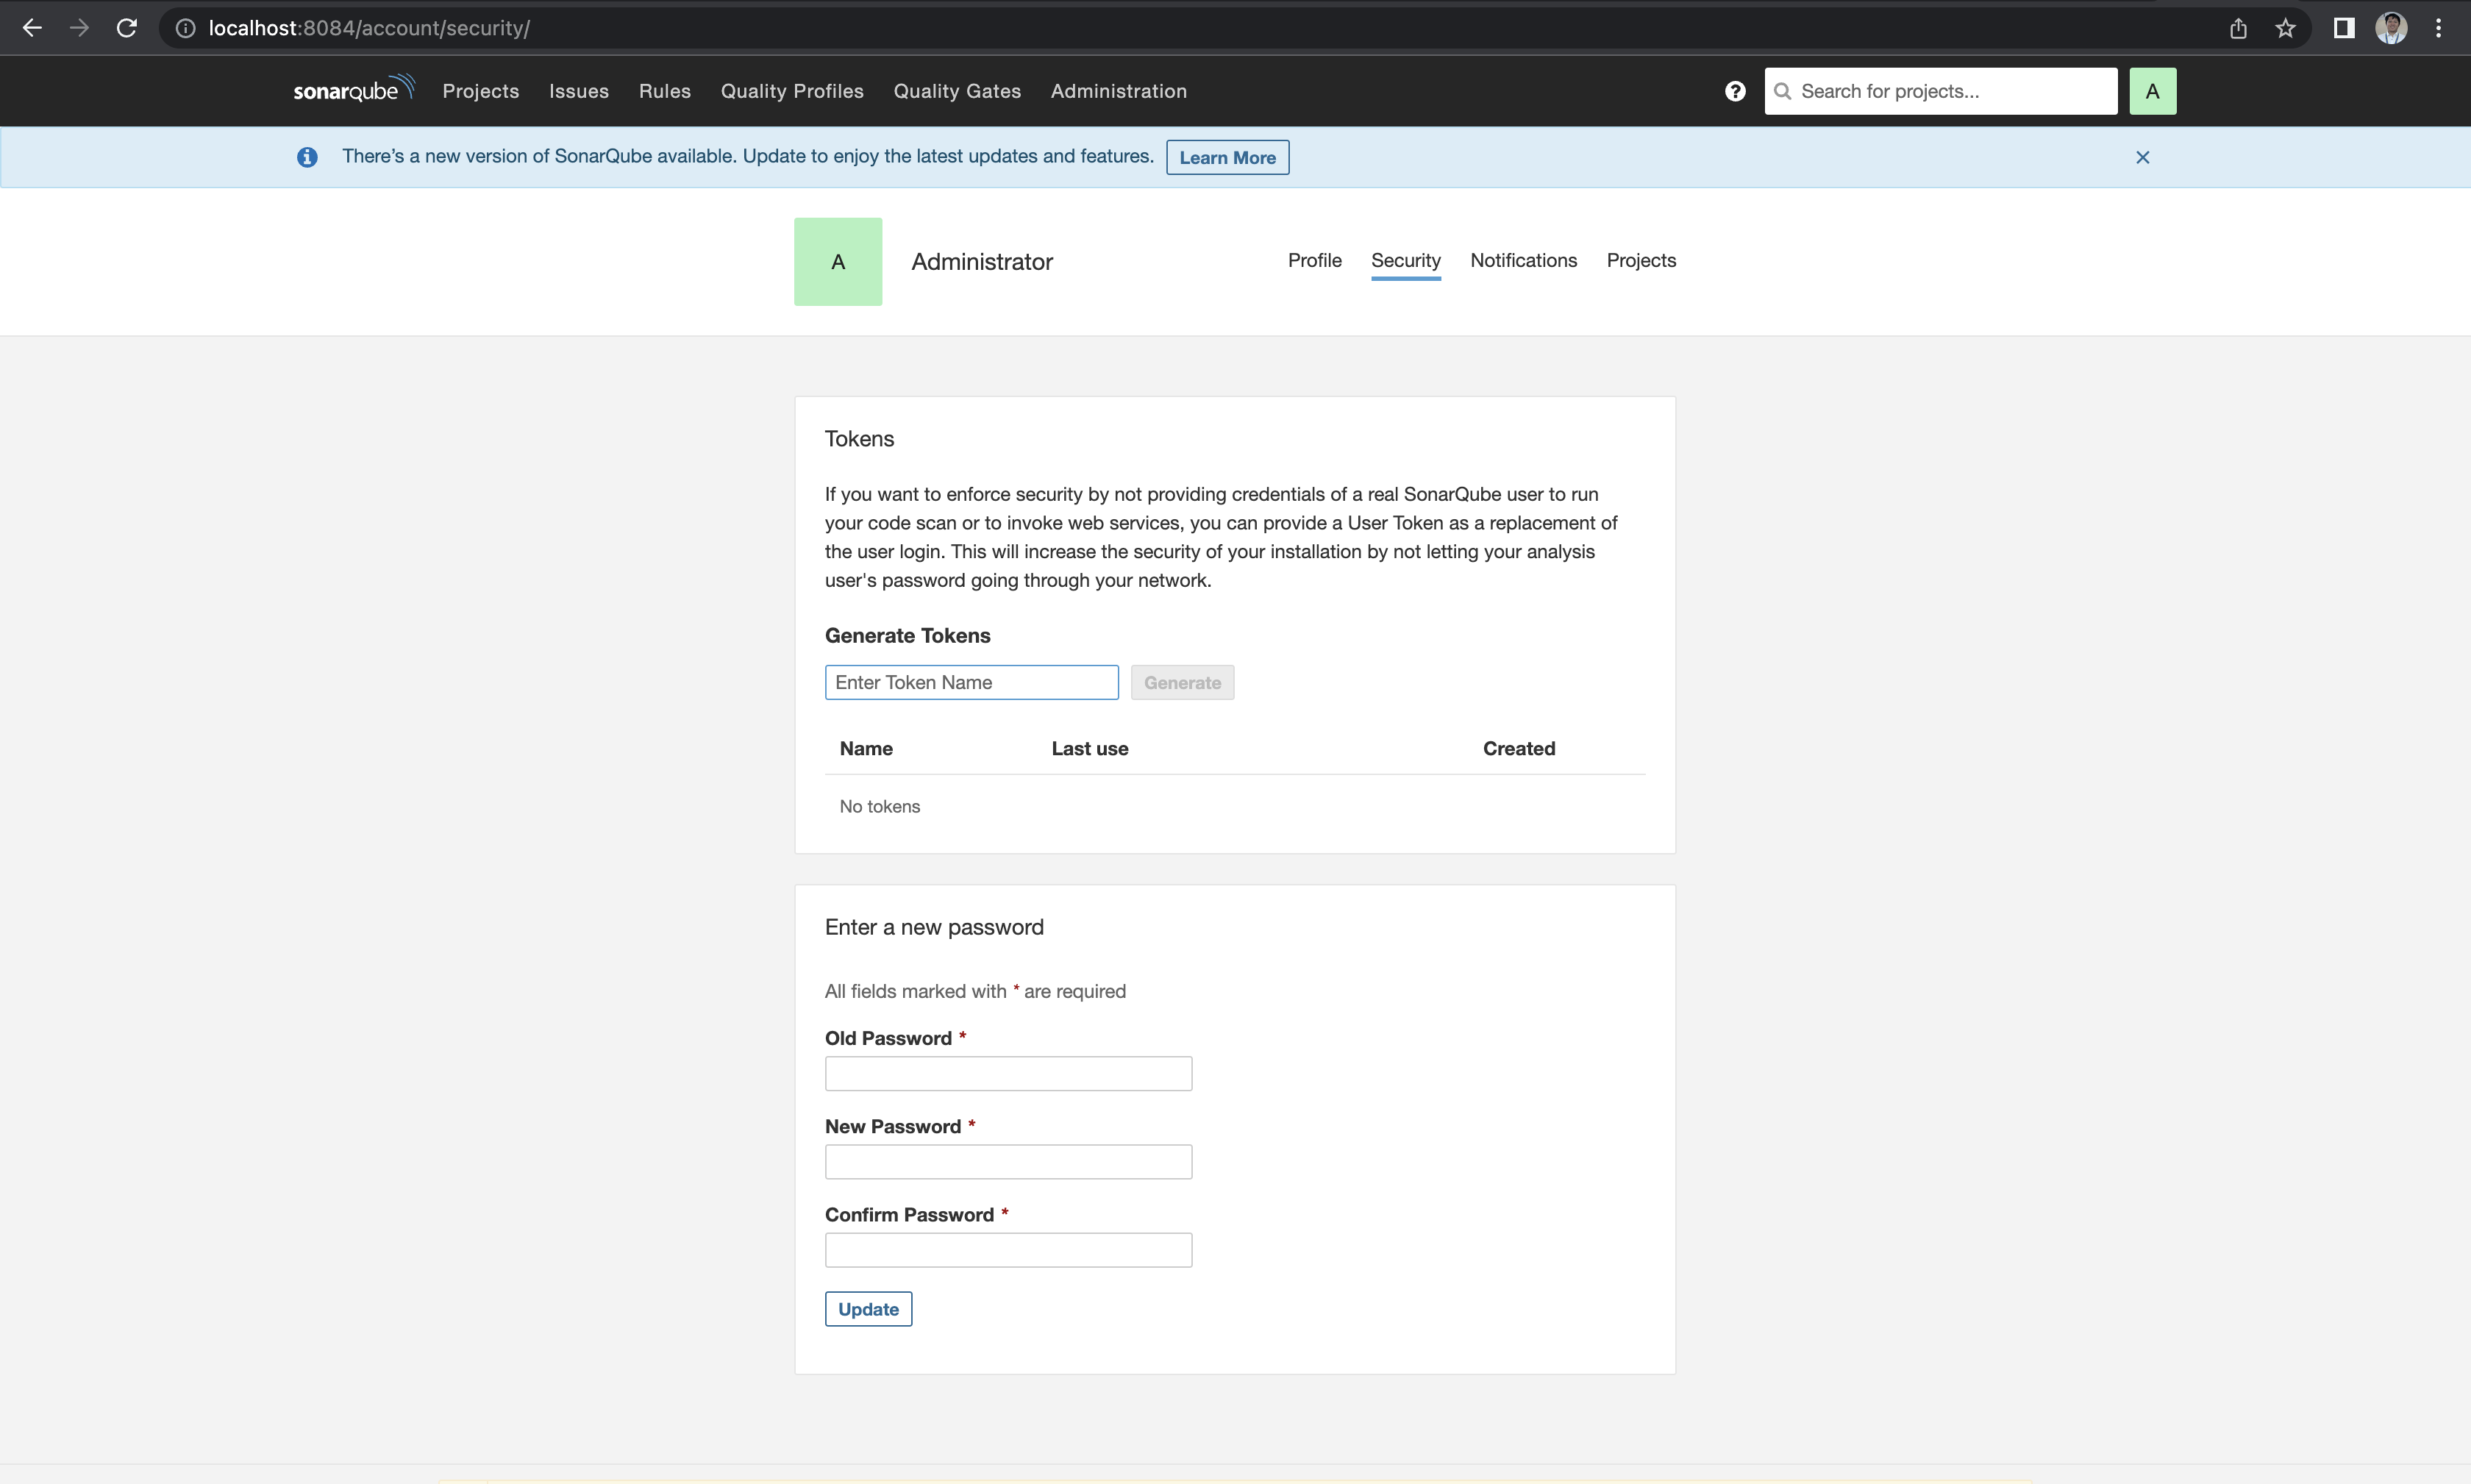 localhost:8084/account/security/
sonarqube Projects Issues Rules Quality Profiles Quality Gates Administration ? Search for projects... A
There's a new version of SonarQube available. Update to enjoy the latest updates and features. Learn More
A Administrator Profile Security Notifications Projects
Tokens
If you want to enforce security by not providing credentials of a real SonarQube user to run
your code scan or to invoke web services, you can provide a User Token as a replacement of
the user login. This will increase the security of your installation by not letting your analysis
user's password going through your network.
Generate Tokens
Enter Token Name Generate
Name Last use Created
No tokens
Enter a new password
All fields marked with * are required
Old Password *
New Password *
Confirm Password *
Update